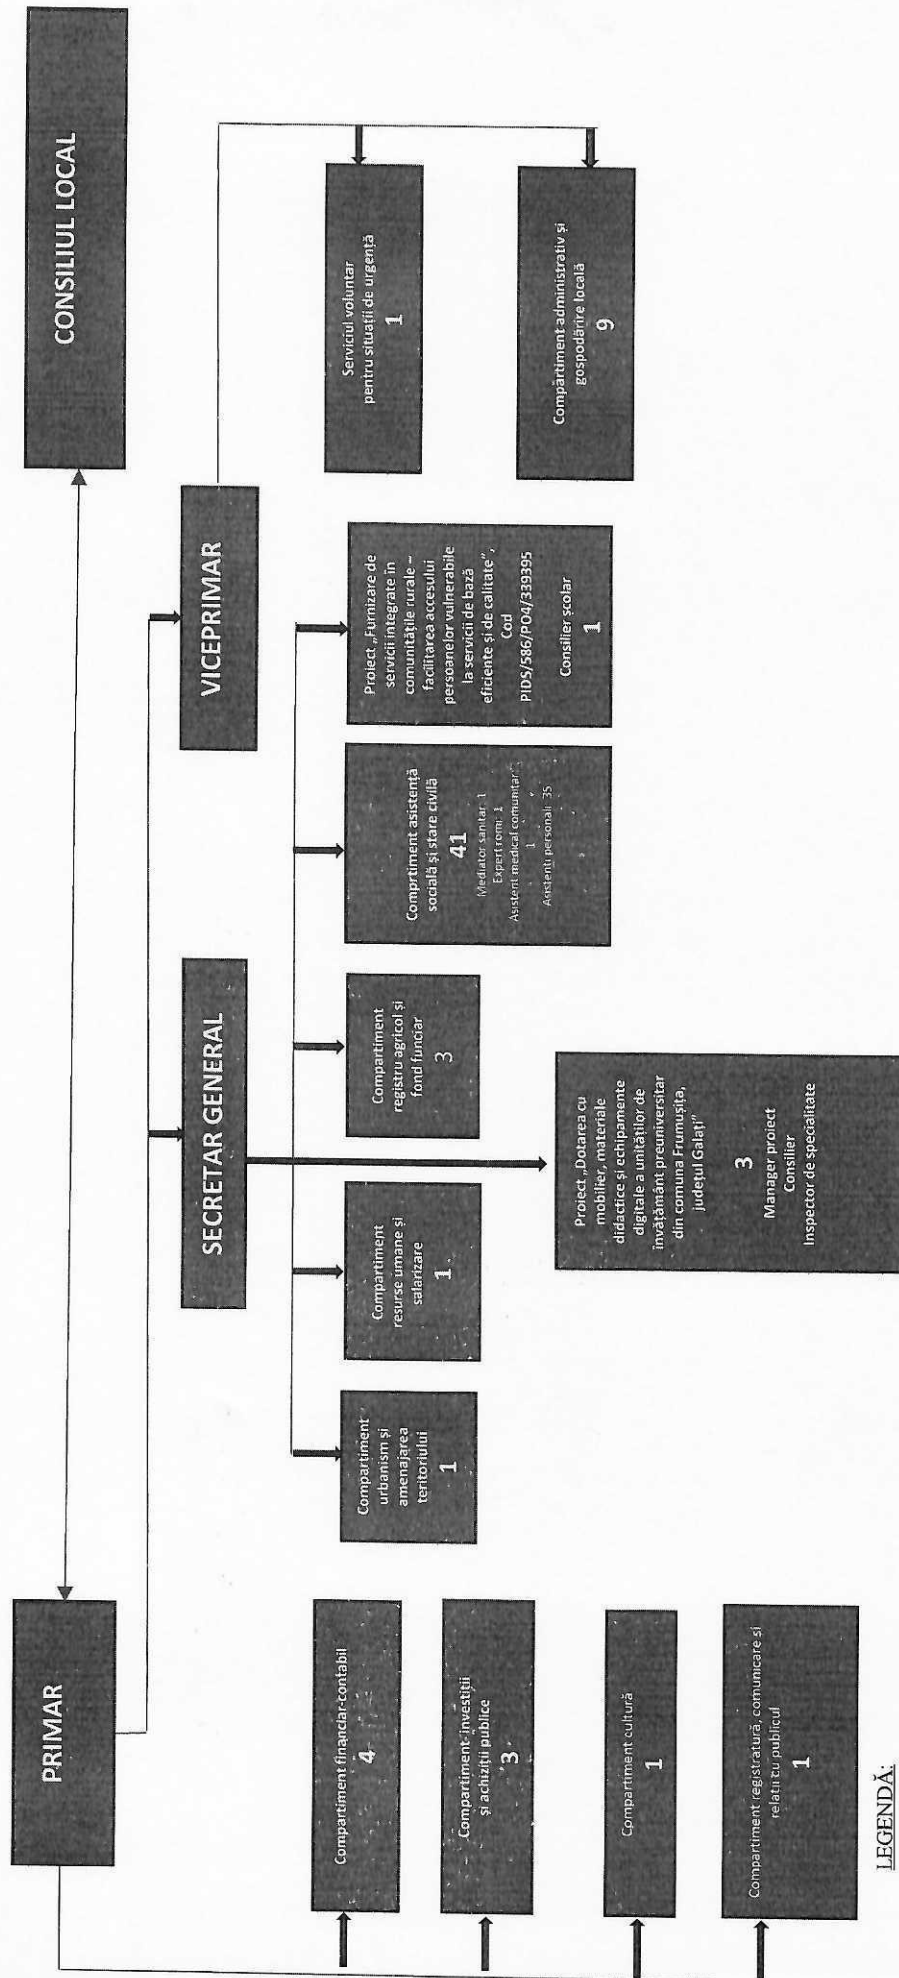 CONSILIUL LOCAL
PRIMAR
VICEPRIMAR
SECRETAR GENERAL
Compartiment financiar-contabil
4
Compartiment-investiții
și achiziții publice
3
Compartiment cultură
1
Compartiment registratură, comunicare și
relații cu publicul
1
Compartiment
urbanism și
amenajarea
teritoriului
1
Compartiment
resurse umane și
salarizare
1
Compartiment
registru agricol și
fond funciar
3
Comprtiment asistență
socială și stare civilă
41
Mediator sanitar: 1
Expert romi: 1
Asistent medical comunitar:
1
Asistenți personali: 35
Proiect „Furnizare de
servicii integrate în
comunitățile rurale –
facilitarea accesului
persoanelor vulnerabile
la servicii de bază
eficiente și de calitate”,
Cod
PIDS/586/PO4/339395
Consilier școlar
1
Proiect „Dotarea cu
mobilier, materiale
didactice și echipamente
digitale a unităților de
învățământ preuniversitar
din comuna Frumușița,
județul Galați”
3
Manager proiect
Consilier
Inspector de specialitate
Serviciul voluntar
pentru situații de urgență
1
Compartiment administrativ și
gospodărire locală
9
LEGENDĂ: